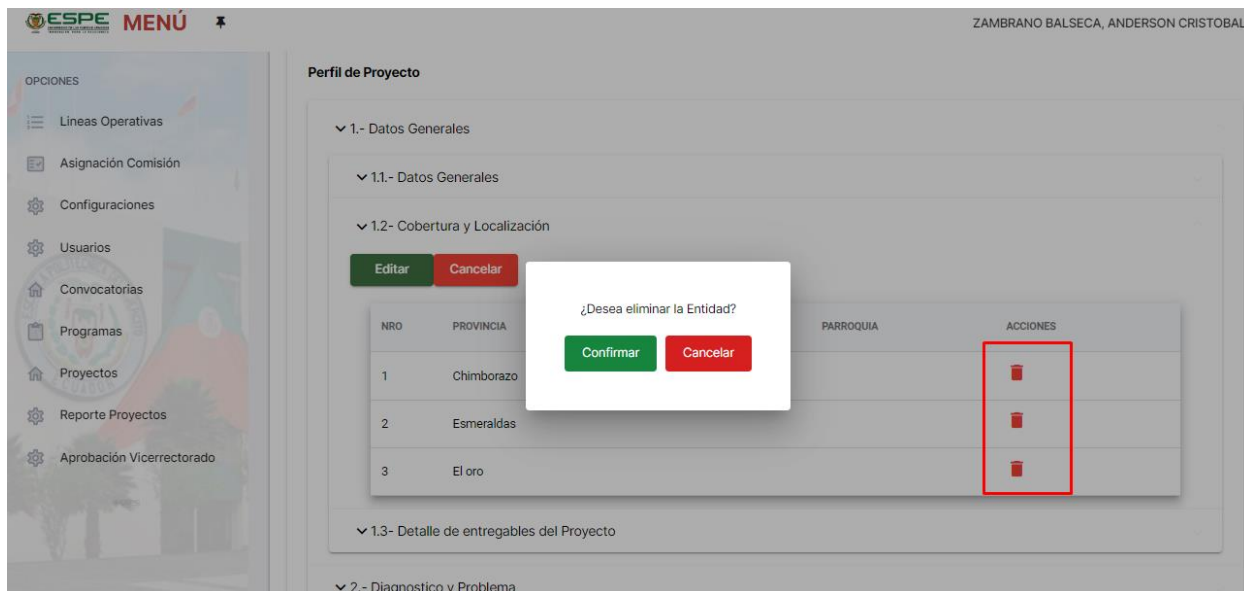 ESPE MENÚ
ZAMBRANO BALSECA, ANDERSON CRISTOBAL
OPCIONES
Lineas Operativas
Asignación Comisión
Configuraciones
Usuarios
Convocatorias
Programas
Proyectos
Reporte Proyectos
Aprobación Vicerrectorado
Perfil de Proyecto
1.- Datos Generales
1.1.- Datos Generales
1.2- Cobertura y Localización
Editar Cancelar
¿Desea eliminar la Entidad?
Confirmar Cancelar
NRO PROVINCIA PARROQUIA ACCIONES
1 Chimborazo
2 Esmeraldas
3 El oro
1.3- Detalle de entregables del Proyecto
2.- Diagnostico y Problema